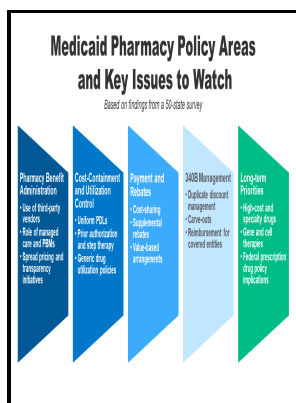 Medicaid Pharmacy Policy Areas
and Key Issues to Watch
Based on findings from a 50-state survey
Pharmacy Benefit
Administration
• Use of third-party
vendors
• Role of managed
care and PBMs
• Spread pricing and
transparency
initiatives
Cost-Containment
and Utilization
Control
• Uniform PDLs
• Prior authorization
and step therapy
• Generic drug
utilization policies
Payment and
Rebates
• Cost-sharing
• Supplemental
rebates
• Value-based
arrangements
340B Management
• Duplicate discount
management
• Carve-outs
• Reimbursement for
covered entities
Long-term
Priorities
• High-cost and
specialty drugs
• Gene and cell
therapies
• Federal prescription
drug policy
implications